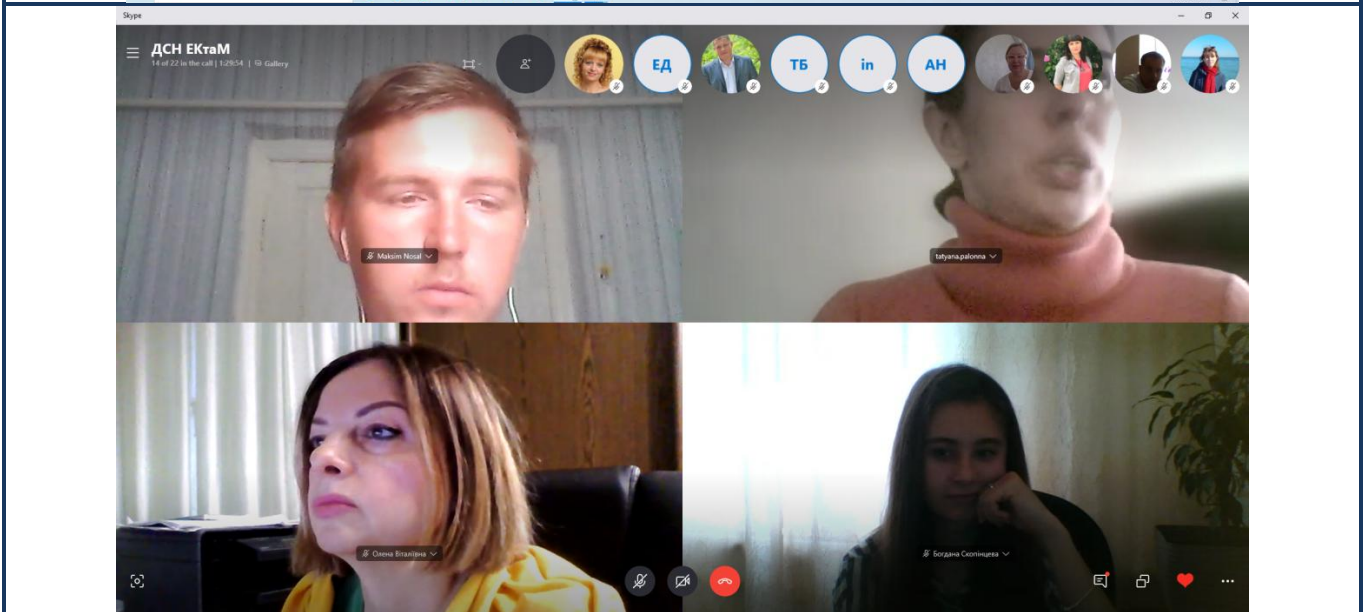 Skype
ДСН ЕКтаМ
14 of 22 in the call | 1:29:54 | Gallery
ЕД
ТБ
in
АН
Maksim Nosal
tatyana.palonna
Олена Віталіївна
Богдана Скопінцева